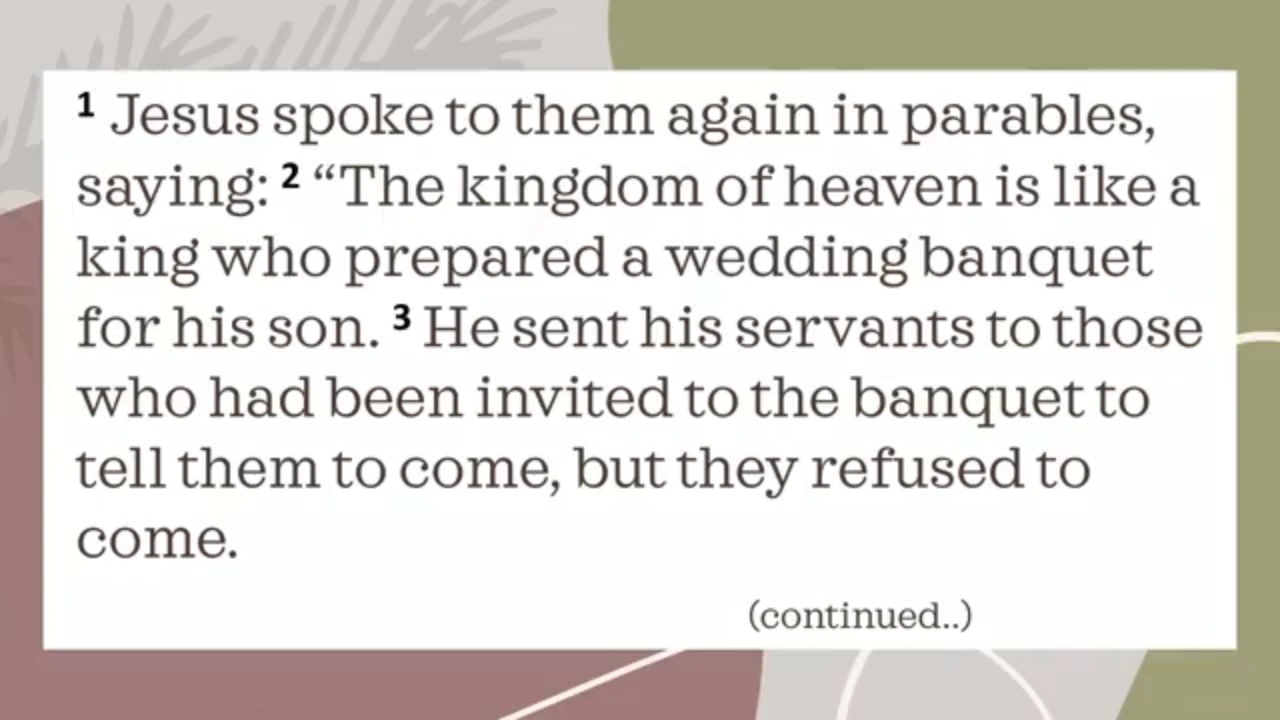 1 Jesus spoke to them again in parables,
saying: 2 “The kingdom of heaven is like a
king who prepared a wedding banquet
for his son. 3 He sent his servants to those
who had been invited to the banquet to
tell them to come, but they refused to
come.
(continued..)